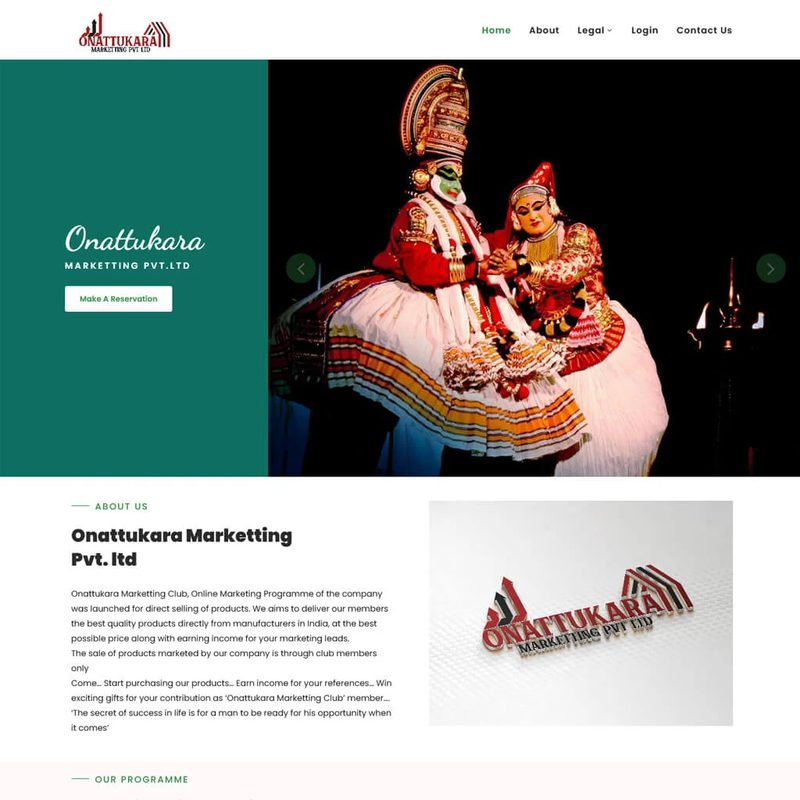 ONATTUKARA
MARKETTING PVT LTD
Home About Legal Login Contact Us
Onattukara
MARKETTING PVT.LTD
Make A Reservation
ABOUT US
Onattukara Marketting
Pvt. ltd
Onattukara Marketting Club, Online Marketing Programme of the company
was launched for direct selling of products. We aims to deliver our members
the best quality products directly from manufacturers in India, at the best
possible price along with earning income for your marketing leads.
The sale of products marketed by our company is through club members
only
Come... Start purchasing our products... Earn income for your references... Win
exciting gifts for your contribution as ‘Onattukara Marketting Club’ member....
‘The secret of success in life is for a man to be ready for his opportunity when
it comes’
ONATTUKARA
MARKETTING PVT LTD
OUR PROGRAMME